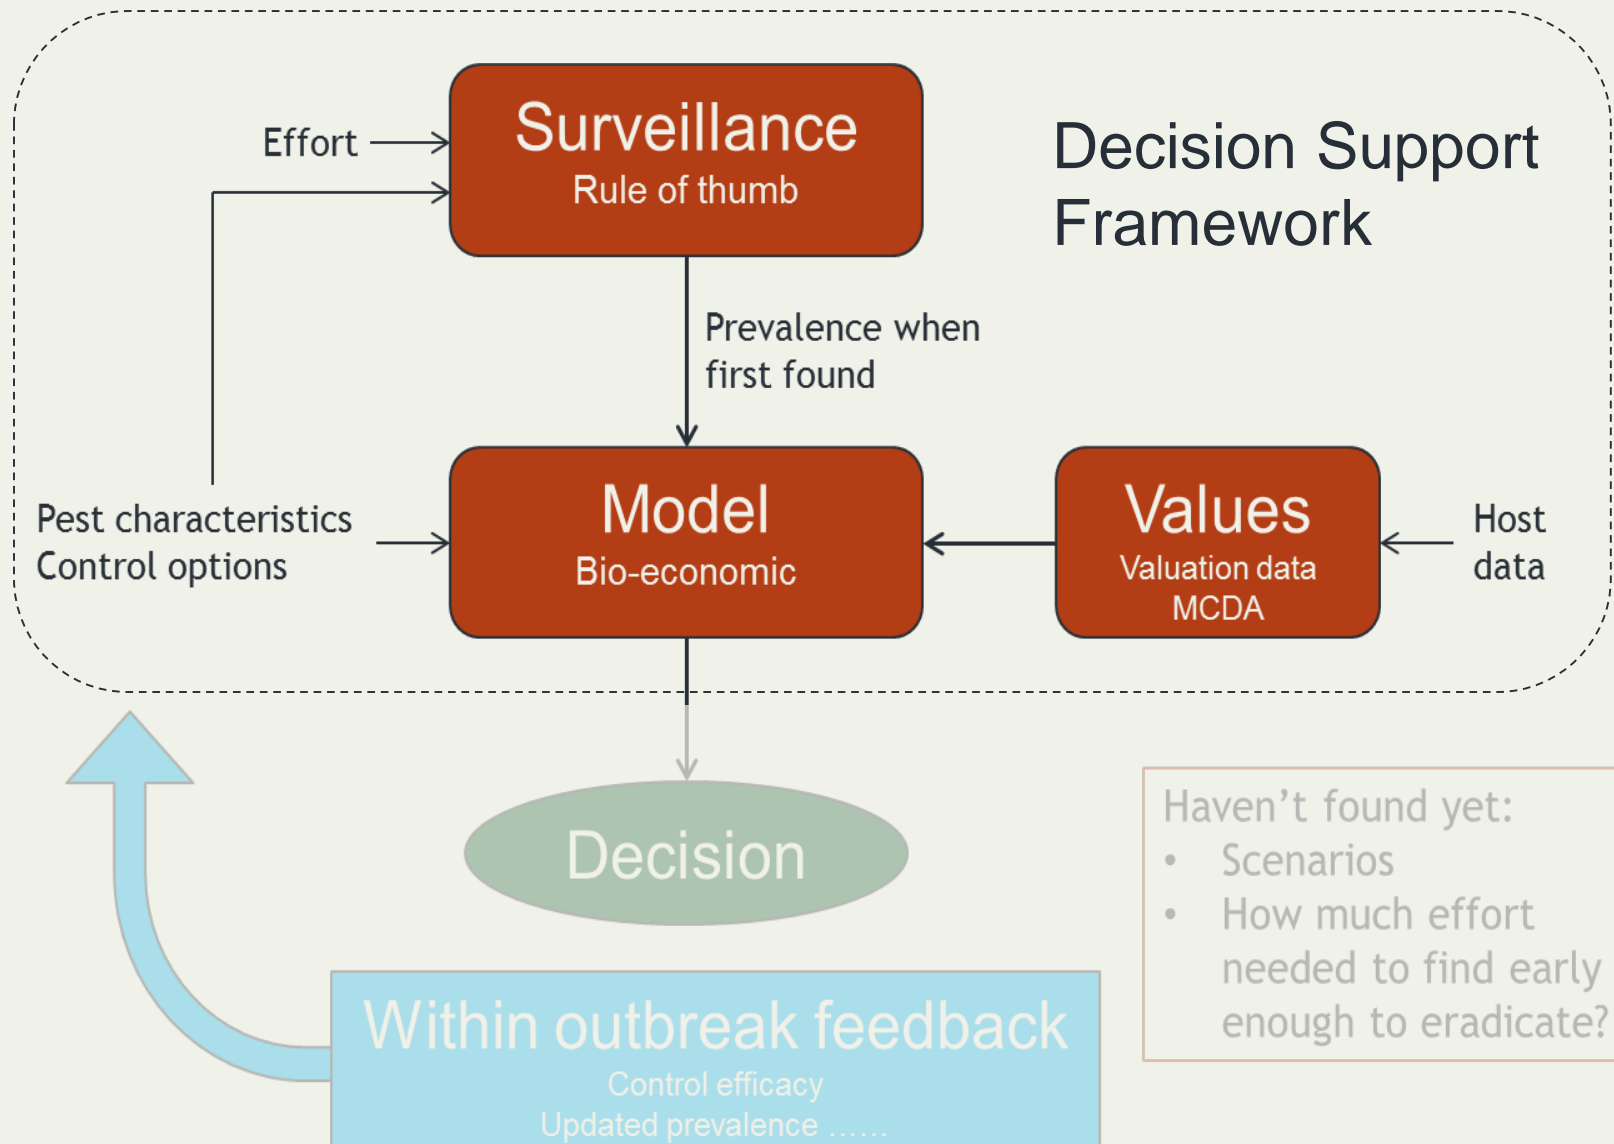 Effort
Surveillance
Rule of thumb
Decision Support
Framework
Prevalence when
first found
Pest characteristics
Control options
Model
Bio-economic
Values
Valuation data
MCDA
Host
data
Decision
Haven’t found yet:
• Scenarios
• How much effort
needed to find early
enough to eradicate?
Within outbreak feedback
Control efficacy
Updated prevalence ......